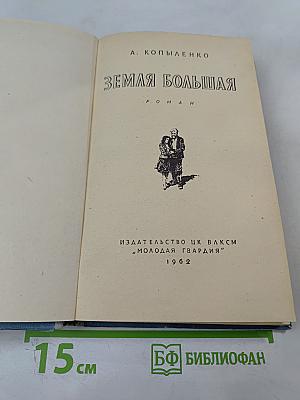 А. КОПЫЛЕНКО
ЗЕМЛЯ БОЛЬШАЯ
РОМАН
ИЗДАТЕЛЬСТВО ЦК ВЛКСМ
„МОЛОДАЯ ГВАРДИЯ"
1962
15 см
БФ БИБЛИОФАН